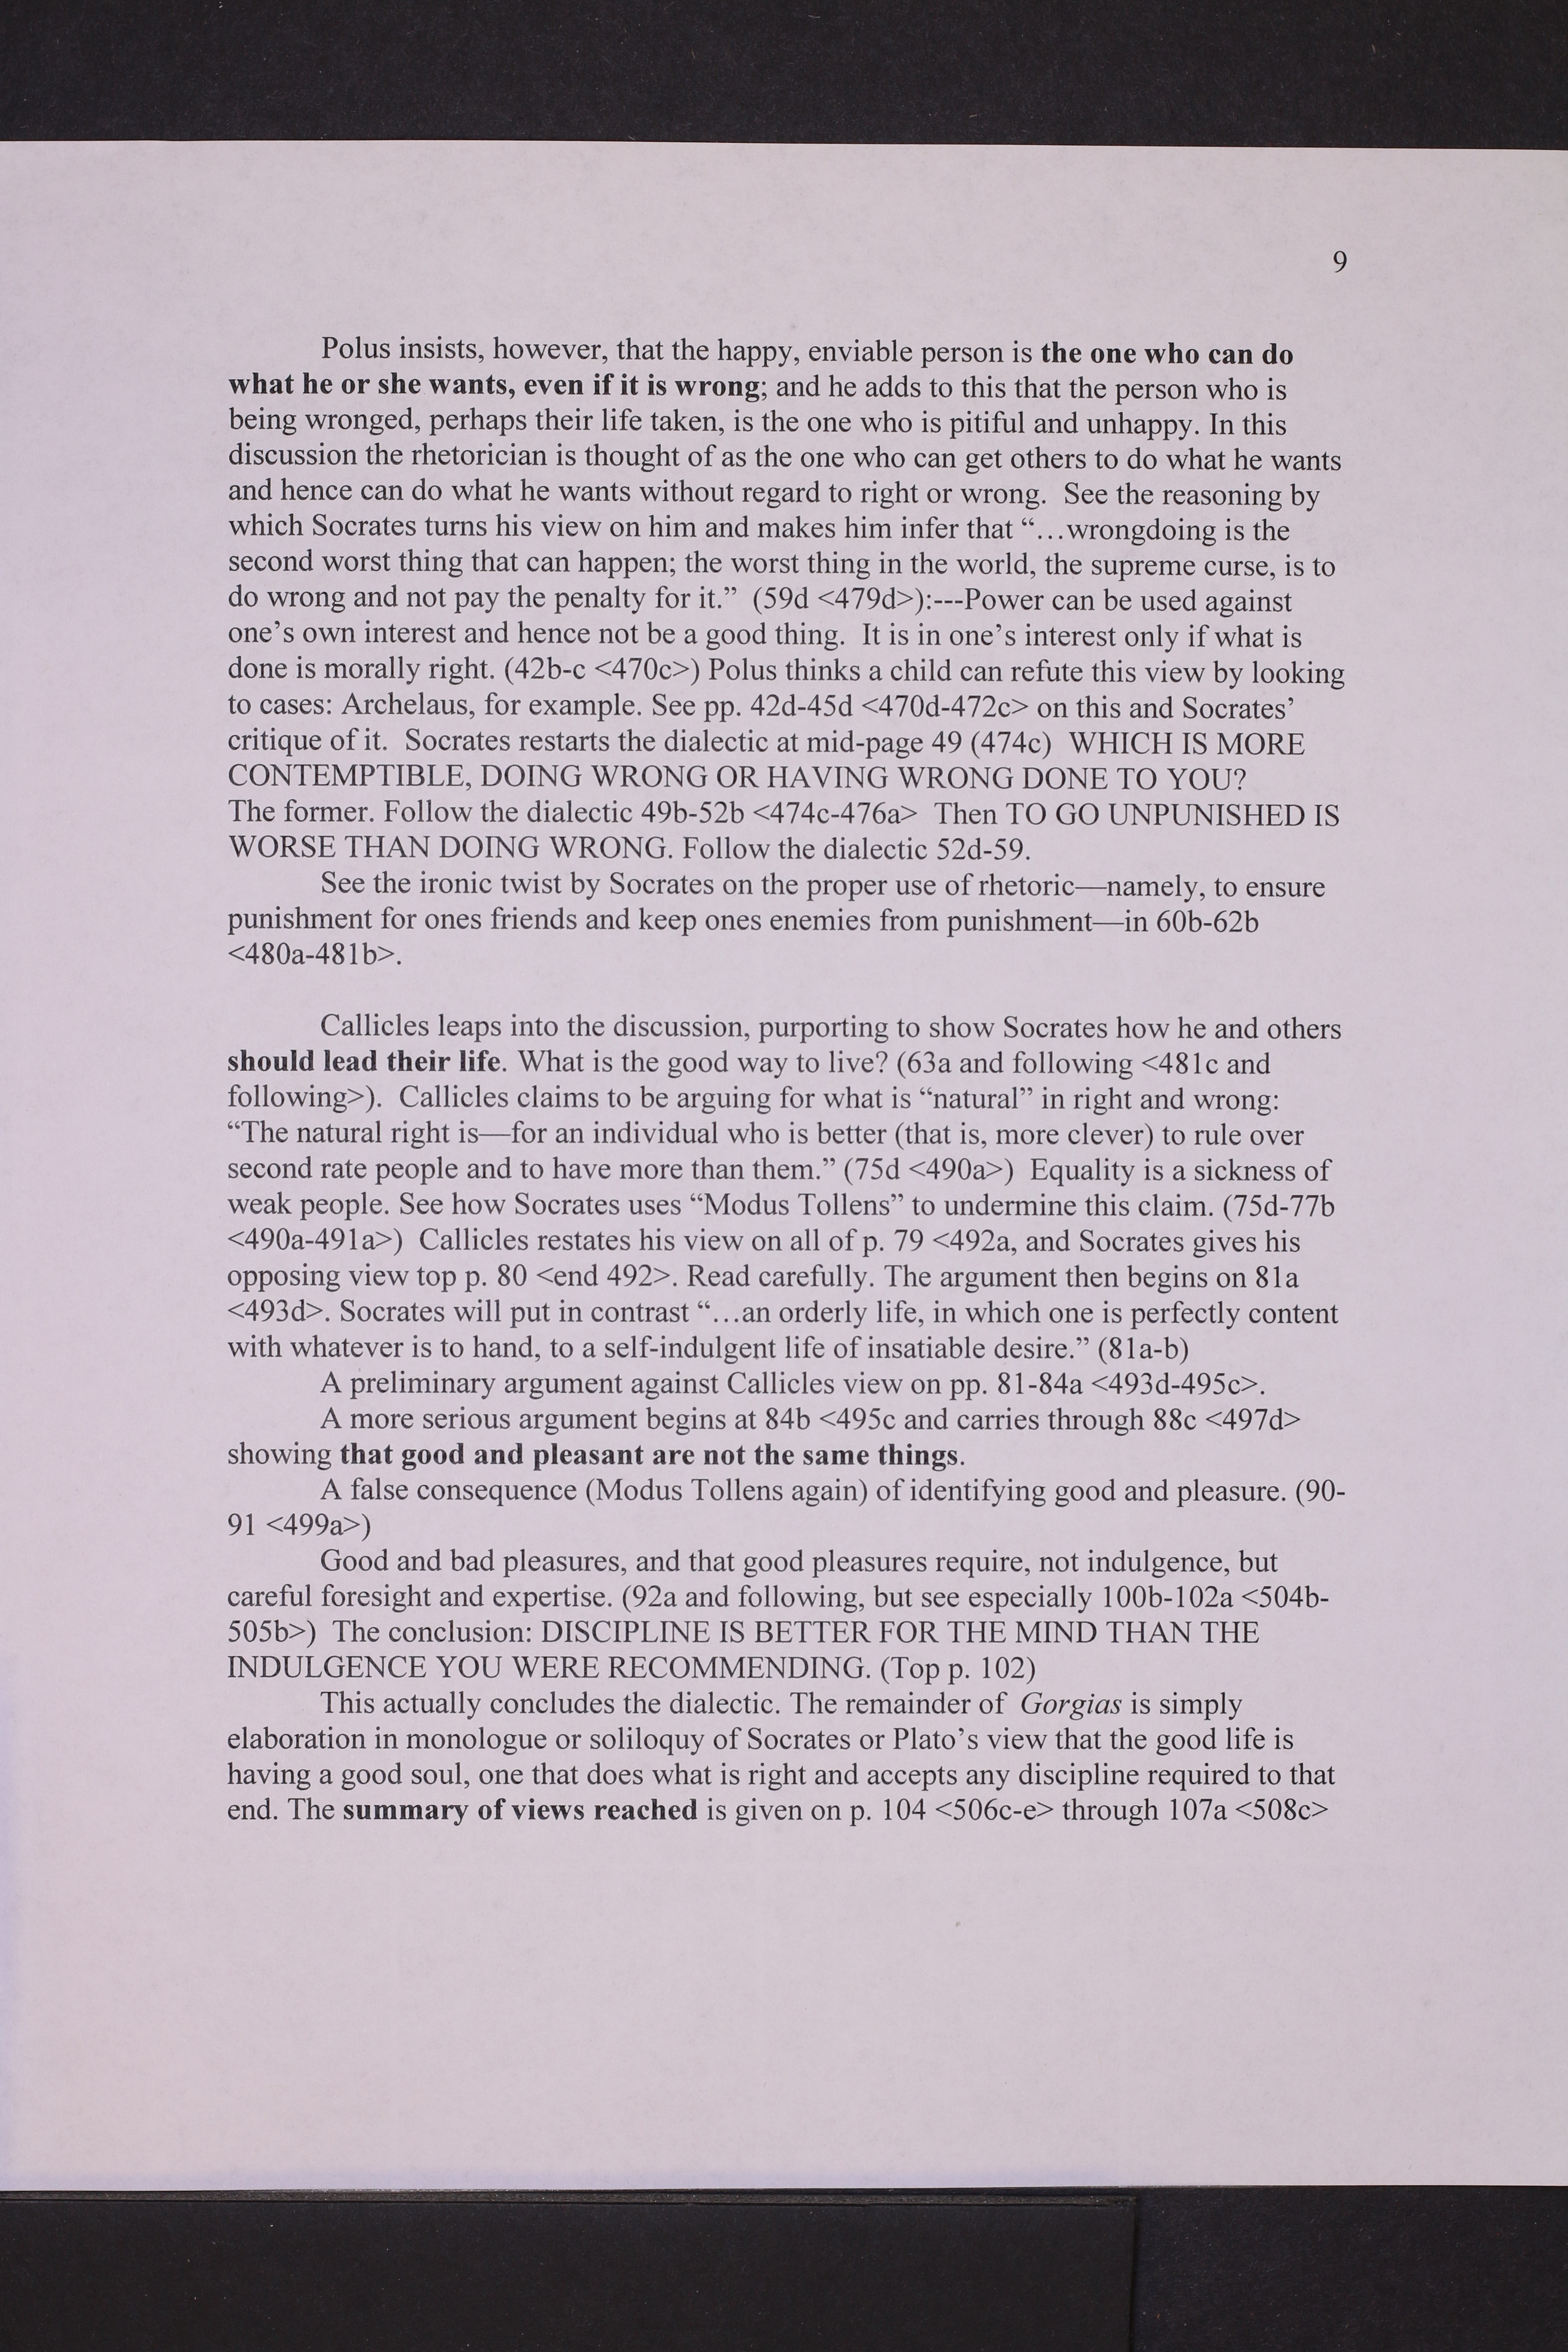 9
Polus insists, however, that the happy, enviable person is the one who can do
what he or she wants, even if it is wrong; and he adds to this that the person who is
being wronged, perhaps their life taken, is the one who is pitiful and unhappy. In this
discussion the rhetorician is thought of as the one who can get others to do what he wants
and hence can do what he wants without regard to right or wrong.  See the reasoning by
which Socrates turns his view on him and makes him infer that “…wrongdoing is the
second worst thing that can happen; the worst thing in the world, the supreme curse, is to
do wrong and not pay the penalty for it.”  (59d <479d>):---Power can be used against
one’s own interest and hence not be a good thing.  It is in one’s interest only if what is
done is morally right. (42b-c <470c>) Polus thinks a child can refute this view by looking
to cases: Archelaus, for example. See pp. 42d-45d <470d-472c> on this and Socrates’
critique of it.  Socrates restarts the dialectic at mid-page 49 (474c)  WHICH IS MORE
CONTEMPTIBLE, DOING WRONG OR HAVING WRONG DONE TO YOU?
The former. Follow the dialectic 49b-52b <474c-476a>  Then TO GO UNPUNISHED IS
WORSE THAN DOING WRONG. Follow the dialectic 52d-59.
See the ironic twist by Socrates on the proper use of rhetoric—namely, to ensure
punishment for ones friends and keep ones enemies from punishment—in 60b-62b
<480a-481b>.
Callicles leaps into the discussion, purporting to show Socrates how he and others
should lead their life. What is the good way to live? (63a and following <481c and
following>).  Callicles claims to be arguing for what is “natural” in right and wrong:
“The natural right is—for an individual who is better (that is, more clever) to rule over
second rate people and to have more than them.” (75d <490a>)  Equality is a sickness of
weak people. See how Socrates uses “Modus Tollens” to undermine this claim. (75d-77b
<490a-491a>)  Callicles restates his view on all of p. 79 <492a, and Socrates gives his
opposing view top p. 80 <end 492>. Read carefully. The argument then begins on 81a
<493d>. Socrates will put in contrast “…an orderly life, in which one is perfectly content
with whatever is to hand, to a self-indulgent life of insatiable desire.” (81a-b)
A preliminary argument against Callicles view on pp. 81-84a <493d-495c>.
A more serious argument begins at 84b <495c and carries through 88c <497d>
showing that good and pleasant are not the same things.
A false consequence (Modus Tollens again) of identifying good and pleasure. (90-
91 <499a>)
Good and bad pleasures, and that good pleasures require, not indulgence, but
careful foresight and expertise. (92a and following, but see especially 100b-102a <504b-
505b>)  The conclusion: DISCIPLINE IS BETTER FOR THE MIND THAN THE
INDULGENCE YOU WERE RECOMMENDING. (Top p. 102)
This actually concludes the dialectic. The remainder of  Gorgias is simply
elaboration in monologue or soliloquy of Socrates or Plato’s view that the good life is
having a good soul, one that does what is right and accepts any discipline required to that
end. The summary of views reached is given on p. 104 <506c-e> through 107a <508c>